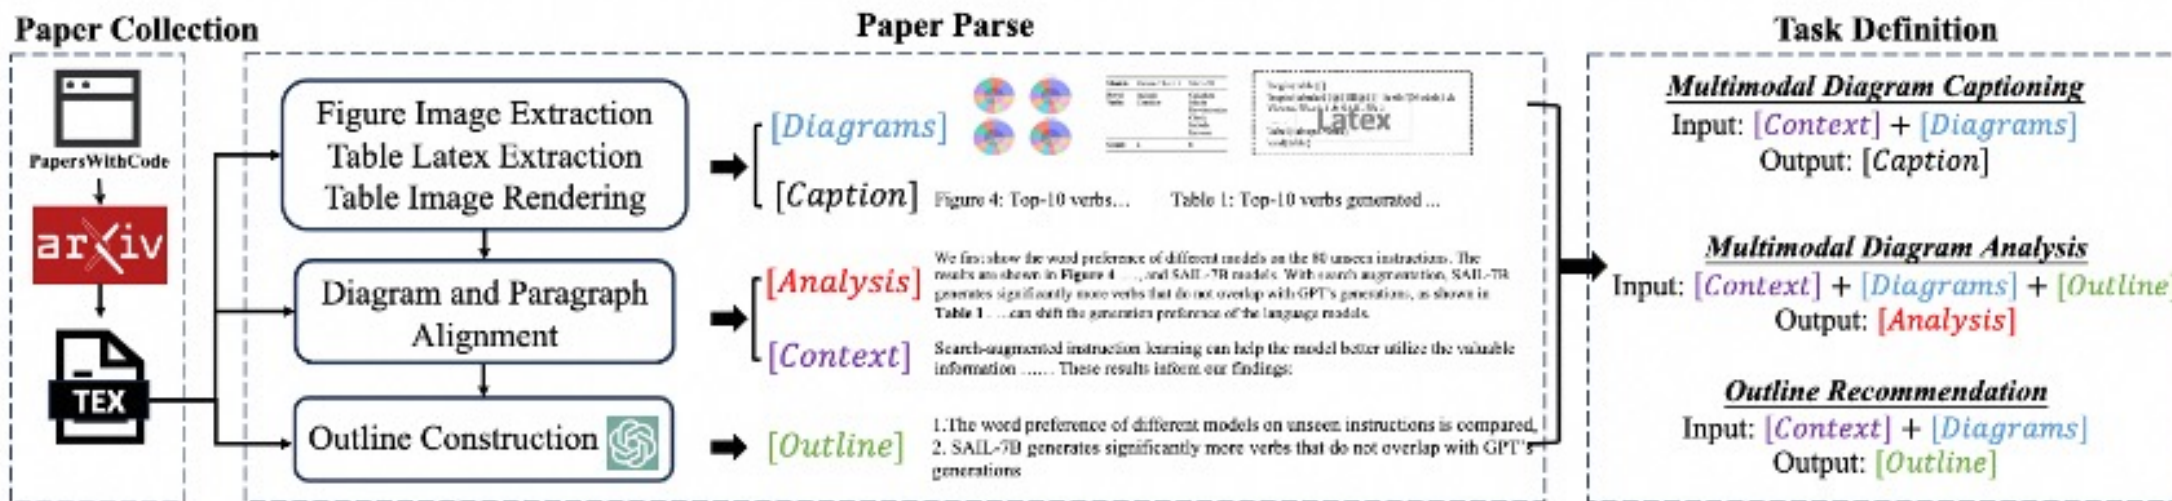 Paper Collection
Paper Parse
Task Definition
PapersWithCode
arXiv
TEX
Figure Image Extraction
Table Latex Extraction
Table Image Rendering
Diagram and Paragraph
Alignment
Outline Construction
[Diagrams]
Latex
[Caption]
Figure 4: Top-10 verbs…
Table 1: Top-10 verbs generated …
[Analysis]
We first show the word preference of different models on the 80 unseen instructions. The
results are shown in Figure 4 ...., and SAIL-7B models. With search augmentation, SAIL-7B
generates significantly more verbs that do not overlap with GPT's generations, as shown in
Table 1 .....can shift the generation preference of the language models.
[Context]
Search-augmented instruction learning can help the model better utilize the valuable
information …… These results inform our findings:
[Outline]
1.The word preference of different models on unseen instructions is compared,
2. SAIL-7B generates significantly more verbs that do not overlap with GPT's
generations
Multimodal Diagram Captioning
Input: [Context] + [Diagrams]
Output: [Caption]
Multimodal Diagram Analysis
Input: [Context] + [Diagrams] + [Outline]
Output: [Analysis]
Outline Recommendation
Input: [Context] + [Diagrams]
Output: [Outline]